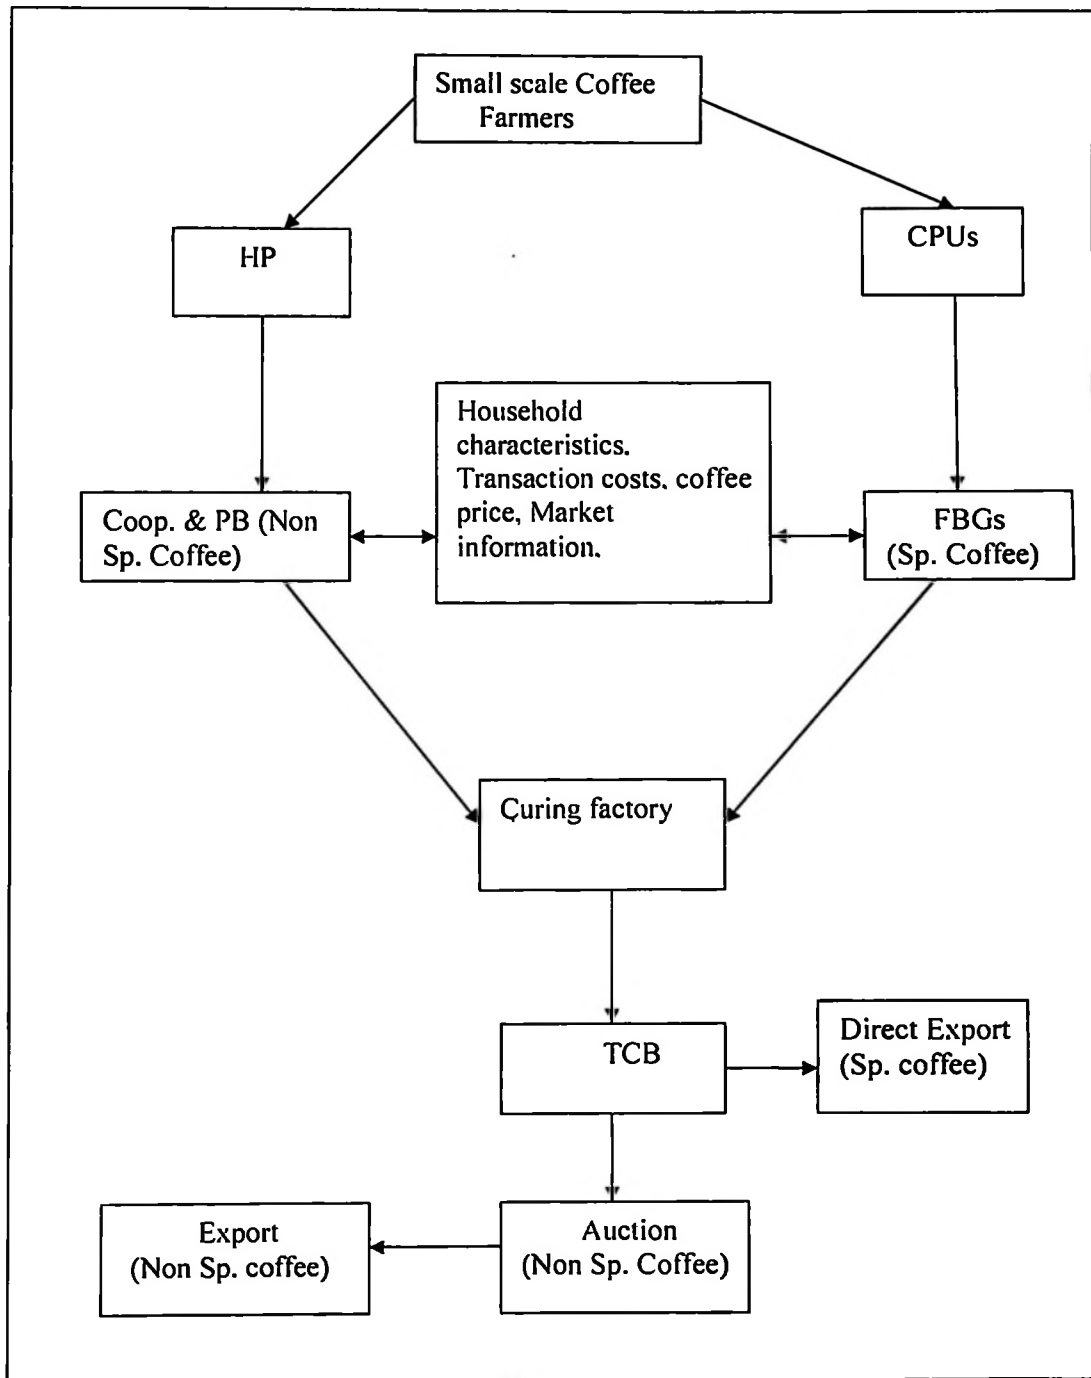 Small scale Coffee
Farmers
HP
CPUs
Household
characteristics.
Transaction costs, coffee
price, Market
information.
Coop. & PB (Non
Sp. Coffee)
FBGs
(Sp. Coffee)
Curing factory
TCB
Direct Export
(Sp. coffee)
Export
(Non Sp. coffee)
Auction
(Non Sp. Coffee)